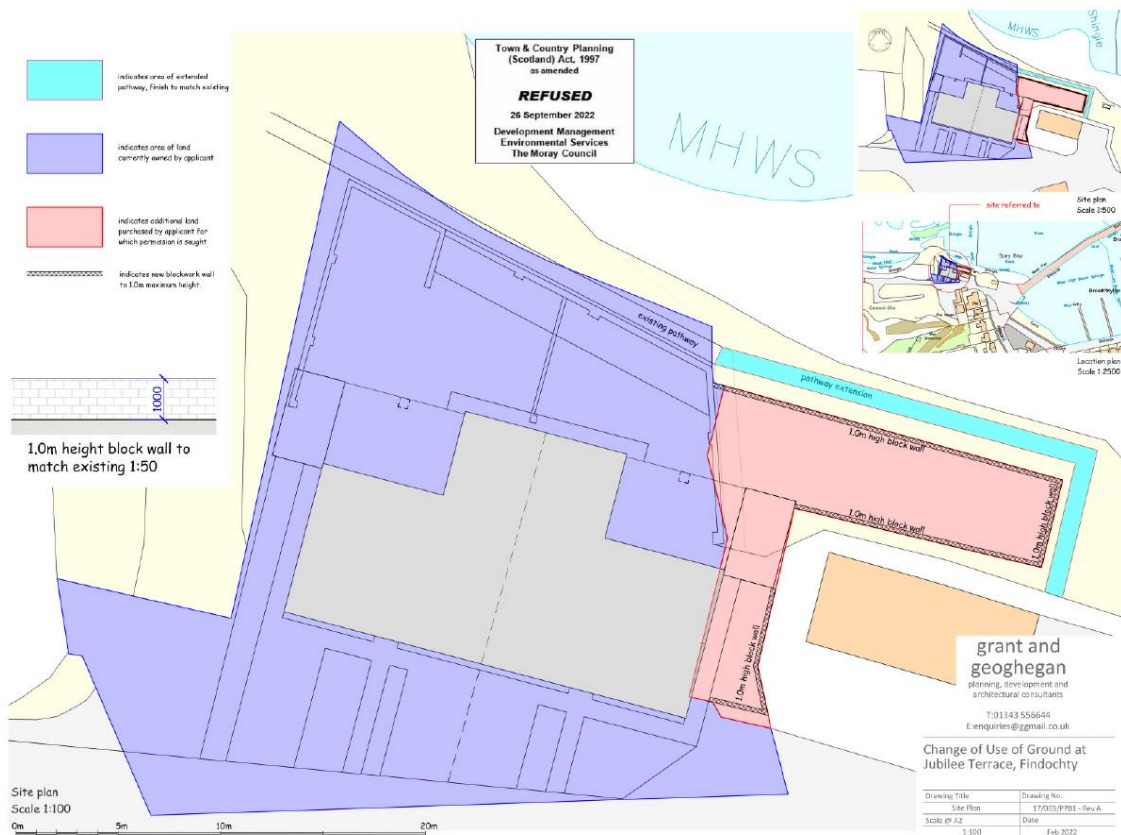 indicates area of extended
pathway, finish to match existing
indicates area of land
currently owned by applicant
indicates additional land
purchased by applicant for
which permission is sought
indicates new blockwork wall
to 1.0m maximum height.
1000
1.0m height block wall to
match existing 1:50
Town & Country Planning
(Scotland) Act, 1997
as amended
REFUSED
26 September 2022
Development Management
Environmental Services
The Moray Council
MHWS
existing pathway
pathway extension
1.0m high block wall
1.0m high block wall
1.0m high block wall
1.0m high block wall
MHWS
Shingle
Site plan
Scale 1:500
site referred to
Location plan
Scale 1:2500
grant and
geoghegan
planning, development and
architectural consultants
T:01343 556644
E:enquiries@ggmail.co.uk
Change of Use of Ground at
Jubilee Terrace, Findochty
Drawing Title
Drawing No.
Site Plan
17/003/PP01 - Rev A
Scale @ A2
Date
1:100
Feb 2022
Site plan
Scale 1:100
0m 5m 10m 20m